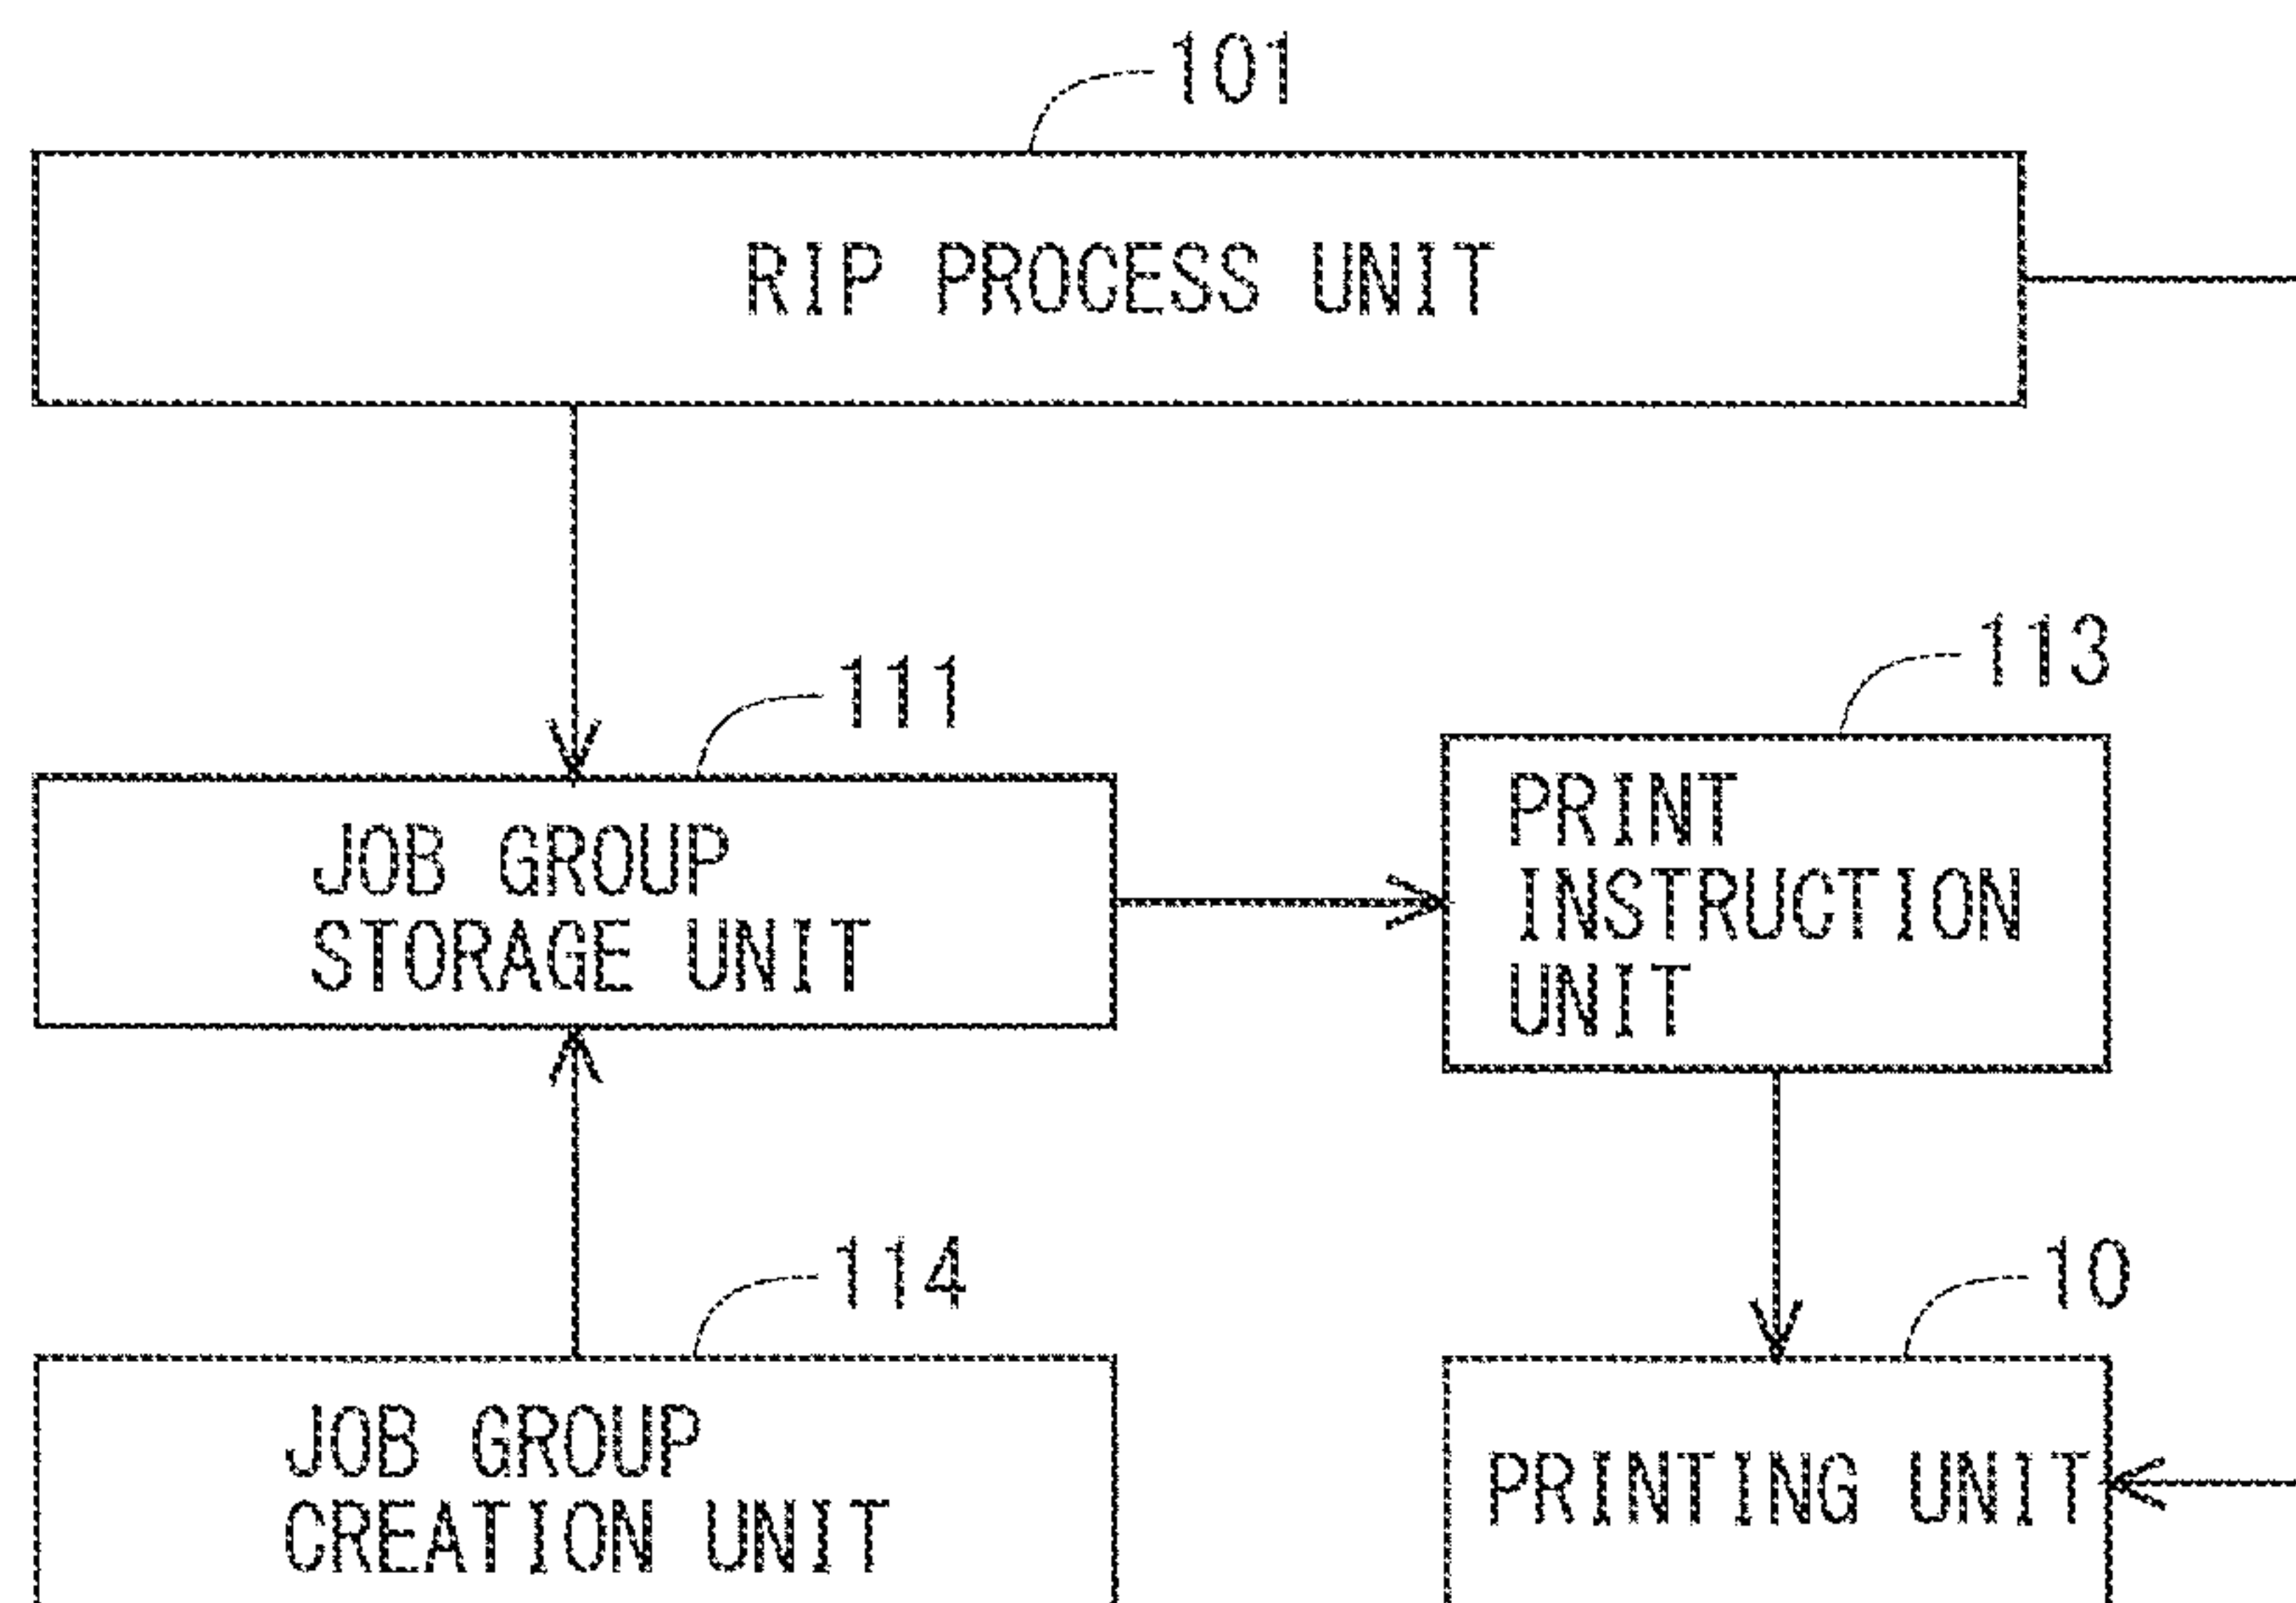 101
RIP PROCESS UNIT
111
113
JOB GROUP
STORAGE UNIT
PRINT
INSTRUCTION
UNIT
114
10
JOB GROUP
CREATION UNIT
PRINTING UNIT